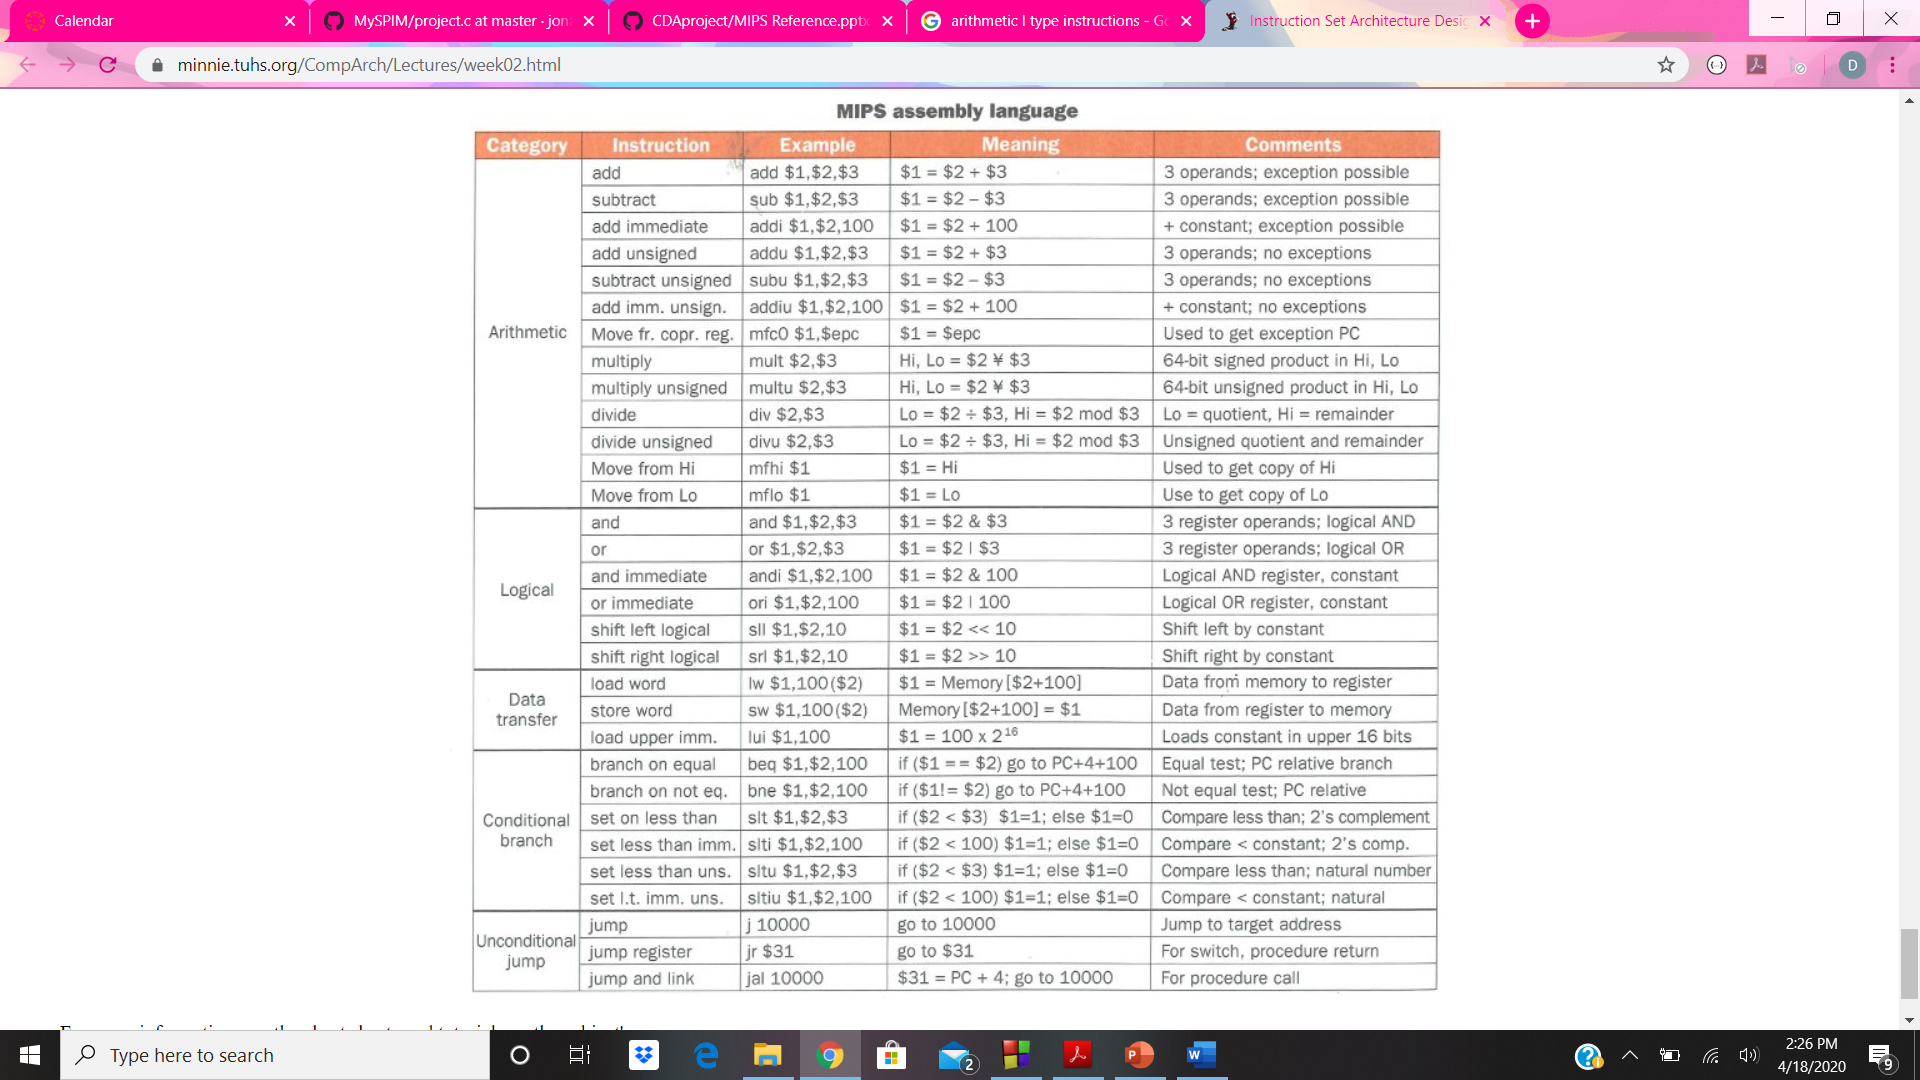 Calendar
MySPIM/project.c at master · jon
CDAproject/MIPS Reference.pptx
arithmetic I type instructions - Go
Instruction Set Architecture Desig
minnie.tuhs.org/CompArch/Lectures/week02.html
D
MIPS assembly language
Category Instruction Example Meaning Comments
Arithmetic
add add $1,$2,$3 $1 = $2 + $3 3 operands; exception possible
subtract sub $1,$2,$3 $1 = $2 – $3 3 operands; exception possible
add immediate addi $1,$2,100 $1 = $2 + 100 + constant; exception possible
add unsigned addu $1,$2,$3 $1 = $2 + $3 3 operands; no exceptions
subtract unsigned subu $1,$2,$3 $1 = $2 – $3 3 operands; no exceptions
add imm. unsign. addiu $1,$2,100 $1 = $2 + 100 + constant; no exceptions
Move fr. copr. reg. mfc0 $1,$epc $1 = $epc Used to get exception PC
multiply mult $2,$3 Hi, Lo = $2 ¥ $3 64-bit signed product in Hi, Lo
multiply unsigned multu $2,$3 Hi, Lo = $2 ¥ $3 64-bit unsigned product in Hi, Lo
divide div $2,$3 Lo = $2 ÷ $3, Hi = $2 mod $3 Lo = quotient, Hi = remainder
divide unsigned divu $2,$3 Lo = $2 ÷ $3, Hi = $2 mod $3 Unsigned quotient and remainder
Move from Hi mfhi $1 $1 = Hi Used to get copy of Hi
Move from Lo mflo $1 $1 = Lo Use to get copy of Lo
Logical
and and $1,$2,$3 $1 = $2 & $3 3 register operands; logical AND
or or $1,$2,$3 $1 = $2 | $3 3 register operands; logical OR
and immediate andi $1,$2,100 $1 = $2 & 100 Logical AND register, constant
or immediate ori $1,$2,100 $1 = $2 | 100 Logical OR register, constant
shift left logical sll $1,$2,10 $1 = $2 << 10 Shift left by constant
shift right logical srl $1,$2,10 $1 = $2 >> 10 Shift right by constant
Data
transfer
load word lw $1,100($2) $1 = Memory[$2+100] Data from memory to register
store word sw $1,100($2) Memory[$2+100] = $1 Data from register to memory
load upper imm. lui $1,100 $1 = 100 x 2¹⁶ Loads constant in upper 16 bits
Conditional
branch
branch on equal beq $1,$2,100 if ($1 == $2) go to PC+4+100 Equal test; PC relative branch
branch on not eq. bne $1,$2,100 if ($1!= $2) go to PC+4+100 Not equal test; PC relative
set on less than slt $1,$2,$3 if ($2 < $3) $1=1; else $1=0 Compare less than; 2's complement
set less than imm. slti $1,$2,100 if ($2 < 100) $1=1; else $1=0 Compare < constant; 2's comp.
set less than uns. sltu $1,$2,$3 if ($2 < $3) $1=1; else $1=0 Compare less than; natural number
set l.t. imm. uns. sltiu $1,$2,100 if ($2 < 100) $1=1; else $1=0 Compare < constant; natural
Unconditional
jump
jump j 10000 go to 10000 Jump to target address
jump register jr $31 go to $31 For switch, procedure return
jump and link jal 10000 $31 = PC + 4; go to 10000 For procedure call
Type here to search
2
2:26 PM
4/18/2020
9